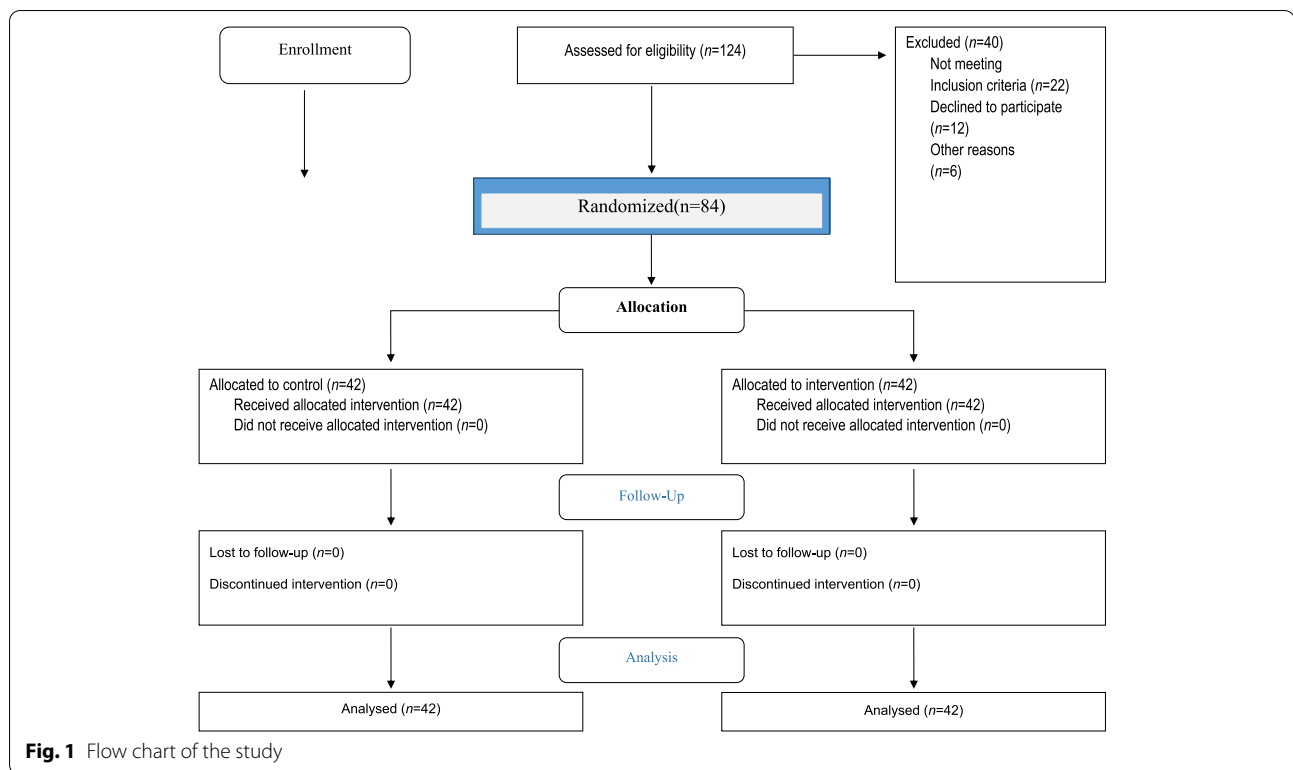 Enrollment
Assessed for eligibility (n=124)
Excluded (n=40)
Not meeting
Inclusion criteria (n=22)
Declined to participate
(n=12)
Other reasons
(n=6)
Randomized(n=84)
Allocation
Allocated to control (n=42)
Received allocated intervention (n=42)
Did not receive allocated intervention (n=0)
Allocated to intervention (n=42)
Received allocated intervention (n=42)
Did not receive allocated intervention (n=0)
Follow-Up
Lost to follow-up (n=0)
Discontinued intervention (n=0)
Lost to follow-up (n=0)
Discontinued intervention (n=0)
Analysis
Analysed (n=42)
Analysed (n=42)
Fig. 1 Flow chart of the study